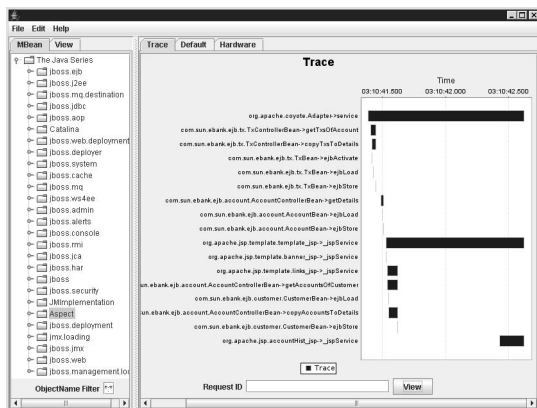 File Edit Help
MBean View
The Java Series
jboss.ejb
jboss.j2ee
jboss.mq.destination
jboss.jdbc
jboss.aop
Catalina
jboss.web.deployment
jboss.deployer
jboss.system
jboss.cache
jboss.mq
jboss.ws4ee
jboss.admin
jboss.alerts
jboss.console
jboss.rmi
jboss.jca
jboss.har
jboss
jboss.security
JMImplementation
Aspect
jboss.deployment
jmx.loading
jboss.jmx
jboss.web
jboss.management.loc
ObjectName Filter *:*
Trace Default Hardware
Trace
Time
03:10:41.500 03:10:42.000 03:10:42.500
org.apache.coyote.Adapter->service
com.sun.ebank.ejb.tx.TxControllerBean->getTxsOfAccount
com.sun.ebank.ejb.tx.TxControllerBean->copyTxsToDetails
com.sun.ebank.ejb.tx.TxBean->ejbActivate
com.sun.ebank.ejb.tx.TxBean->ejbLoad
com.sun.ebank.ejb.tx.TxBean->ejbStore
com.sun.ebank.ejb.account.AccountControllerBean->getDetails
com.sun.ebank.ejb.account.AccountBean->ejbLoad
com.sun.ebank.ejb.account.AccountBean->ejbStore
org.apache.jsp.template.template_jsp->_jspService
org.apache.jsp.template.banner_jsp->_jspService
org.apache.jsp.template.links_jsp->_jspService
sun.ebank.ejb.account.AccountControllerBean->getAccountsOfCustomer
com.sun.ebank.ejb.customer.CustomerBean->ejbLoad
sun.ebank.ejb.account.AccountControllerBean->copyAccountsToDetails
com.sun.ebank.ejb.customer.CustomerBean->ejbStore
org.apache.jsp.accountHist_jsp->_jspService
Trace
Request ID View